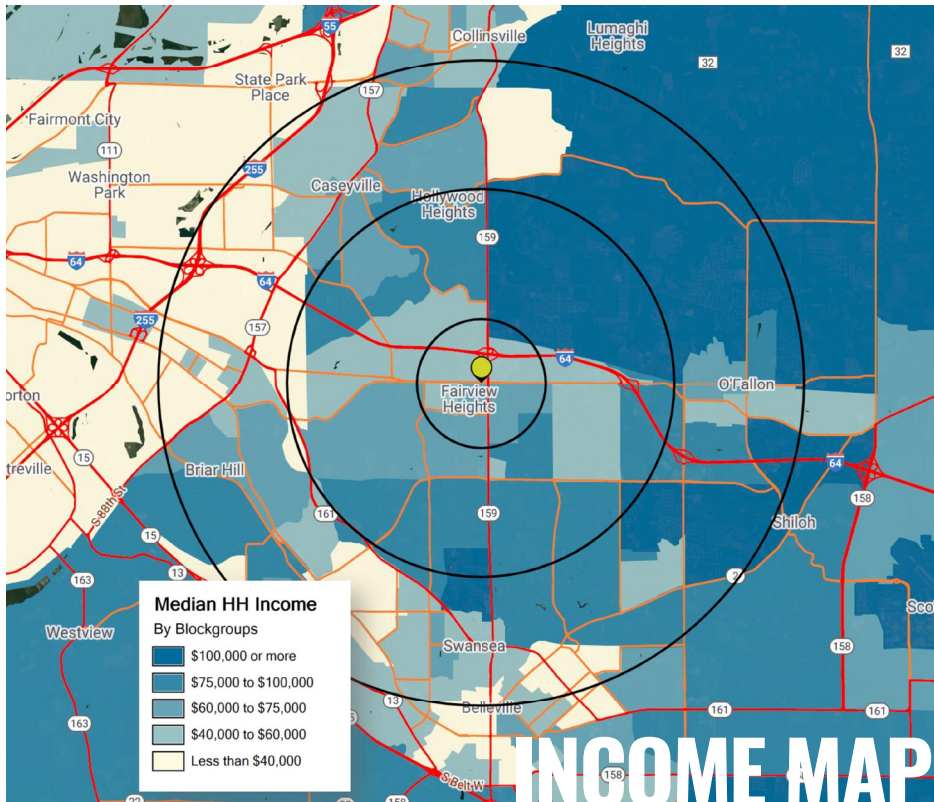 55
Collinsville
Lumaghi
Heights
32
32
State Park
Place
157
Fairmont City
111
255
Washington
Park
Caseyville
Hollywood
Heights
159
64
64
255
157
64
O'Fallon
Fairview
Heights
orton
15
treville
Briar Hill
64
158
S 88th St
161
159
Shiloh
15
163
13
2
Sco
Westview
Swansea
158
Median HH Income
By Blockgroups
$100,000 or more
$75,000 to $100,000
$60,000 to $75,000
$40,000 to $60,000
Less than $40,000
13
Belleville
161
161
163
INCOME MAP
158
S Belt W
158